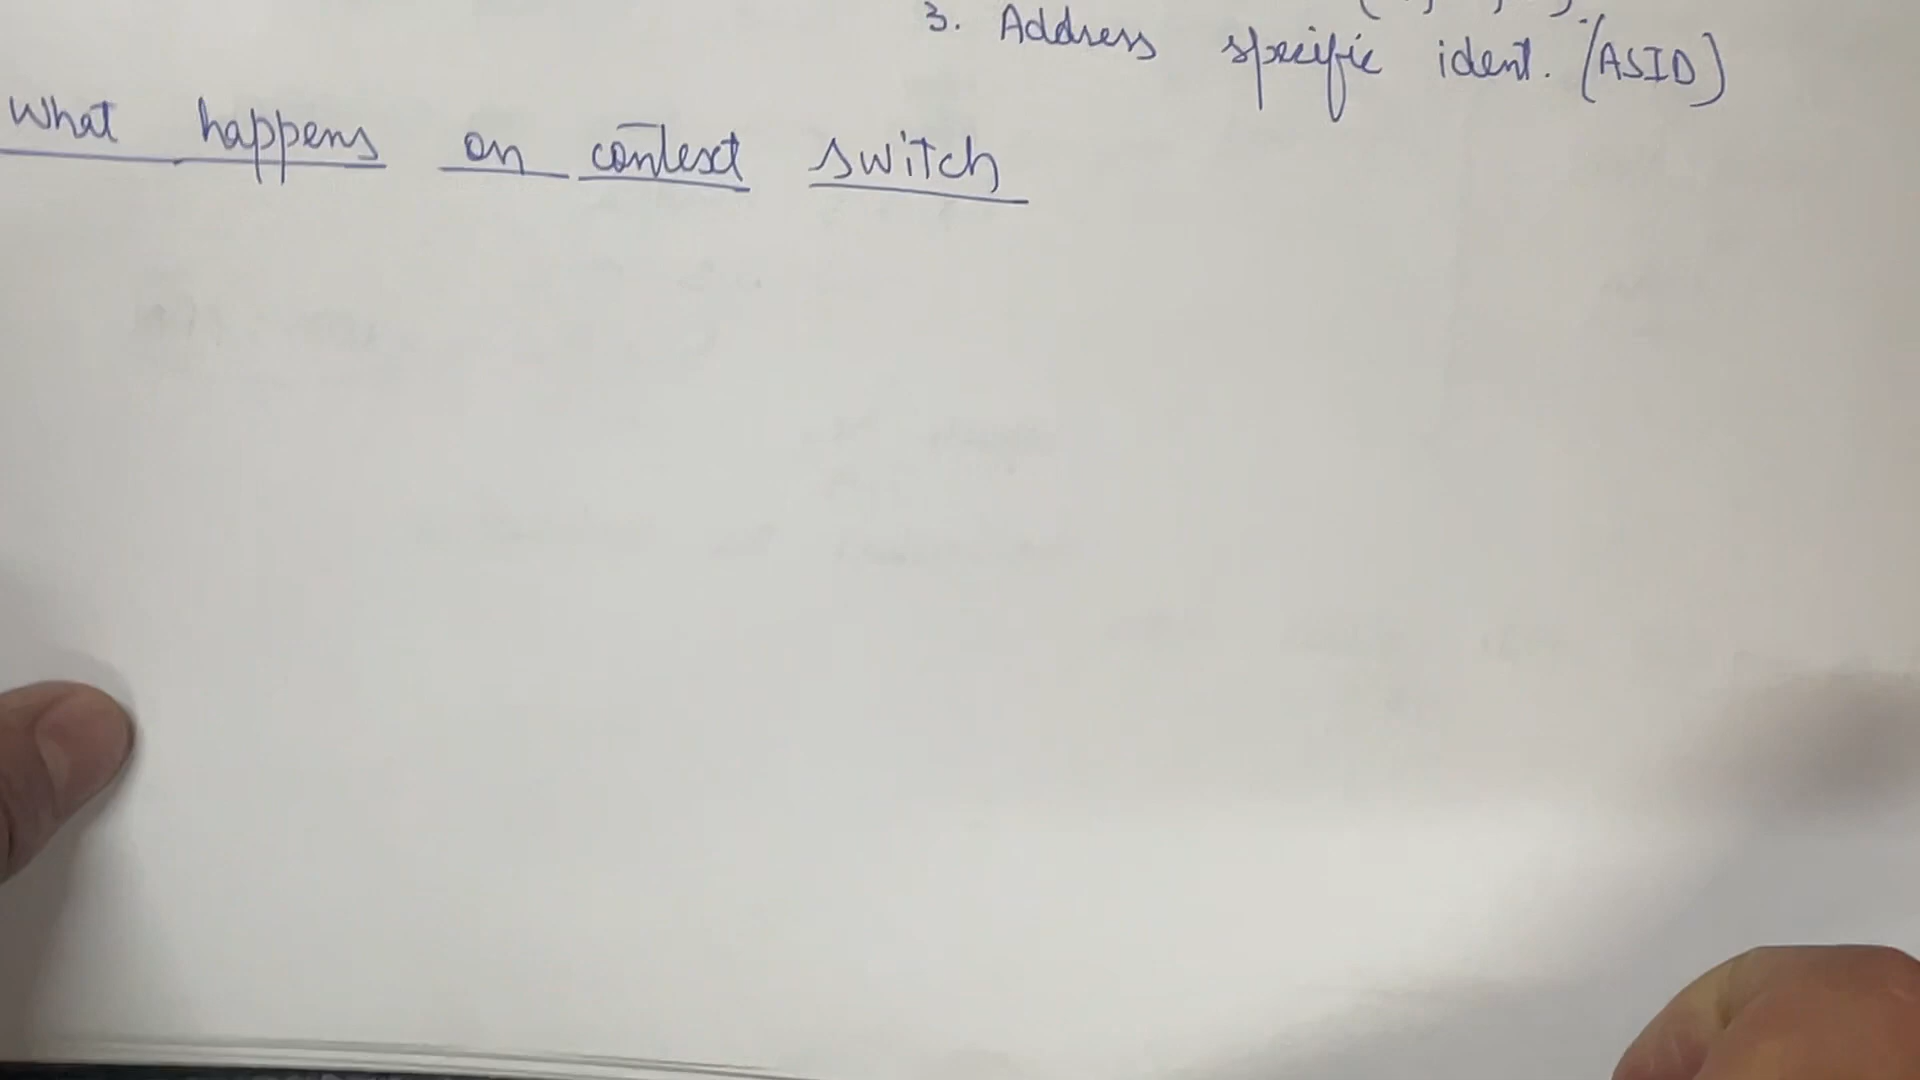 3. Address specific ident. (ASID)
What happens on context switch